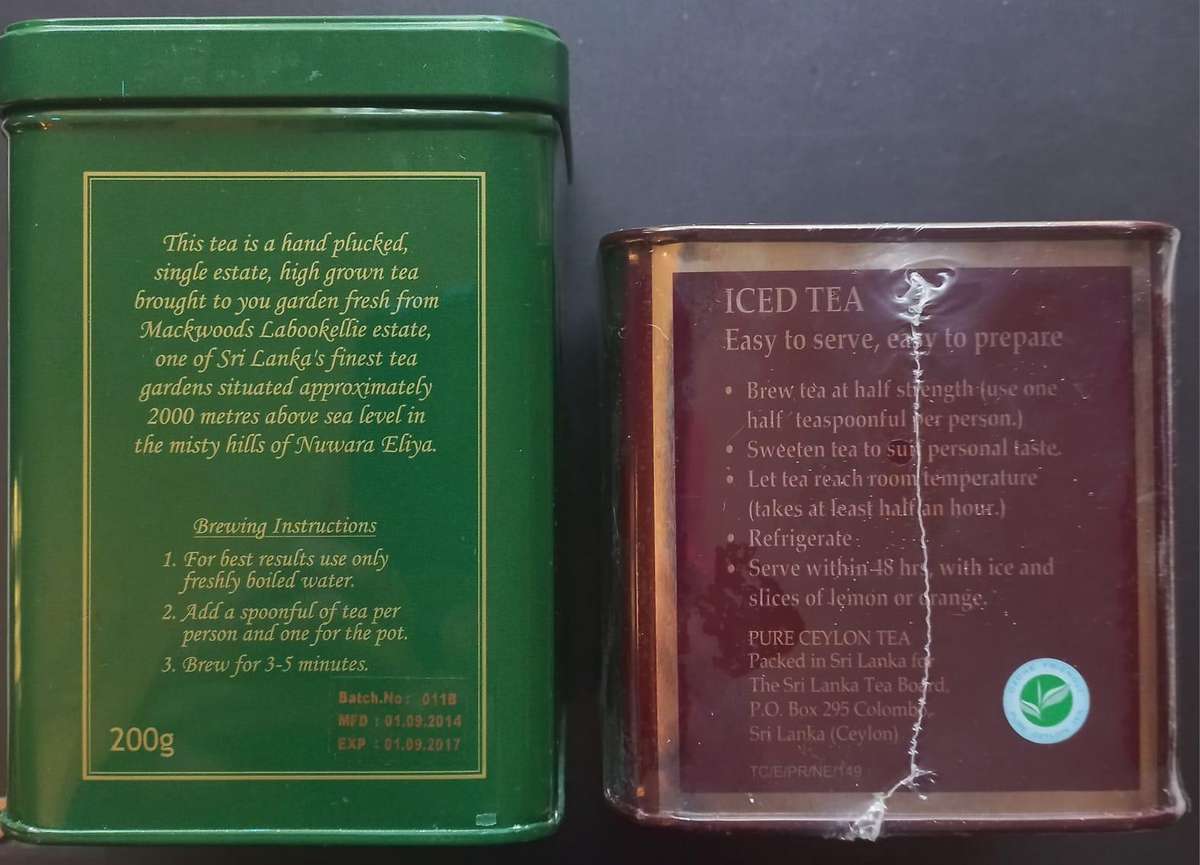 This tea is a hand plucked,
single estate, high grown tea
brought to you garden fresh from
Mackwoods Labookellie estate,
one of Sri Lanka's finest tea
gardens situated approximately
2000 metres above sea level in
the misty hills of Nuwara Eliya.
Brewing Instructions
1. For best results use only
freshly boiled water.
2. Add a spoonful of tea per
person and one for the pot.
3. Brew for 3-5 minutes.
Batch.No : 011B
MFD : 01.09.2014
EXP : 01.09.2017
200g
ICED TEA
Easy to serve, easy to prepare
• Brew tea at half strength (use one
half teaspoonful per person.)
• Sweeten tea to suit personal taste.
• Let tea reach room temperature
(takes at least half an hour.)
• Refrigerate
• Serve within 48 hrs, with ice and
slices of lemon or orange.
PURE CEYLON TEA
Packed in Sri Lanka for
The Sri Lanka Tea Board,
P.O. Box 295 Colombo,
Sri Lanka (Ceylon)
TC/E/PR/NE/149